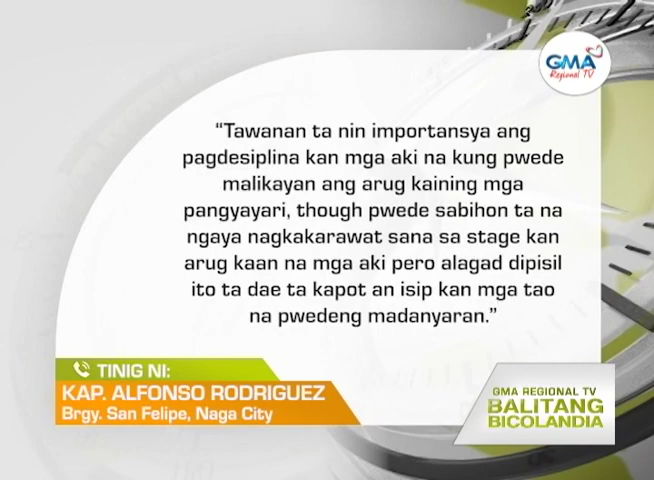 GMA
Regional TV
“Tawanan ta nin importansya ang
pagdesiplina kan mga aki na kung pwede
malikayan ang arug kaining mga
pangyayari, though pwede sabihon ta na
ngaya nagkakarawat sana sa stage kan
arug kaan na mga aki pero alagad dipisil
ito ta dae ta kapot an isip kan mga tao
na pwedeng madanyaran.”
TINIG NI:
KAP. ALFONSO RODRIGUEZ
Brgy. San Felipe, Naga City
GMA REGIONAL TV
BALITANG
BICOLANDIA